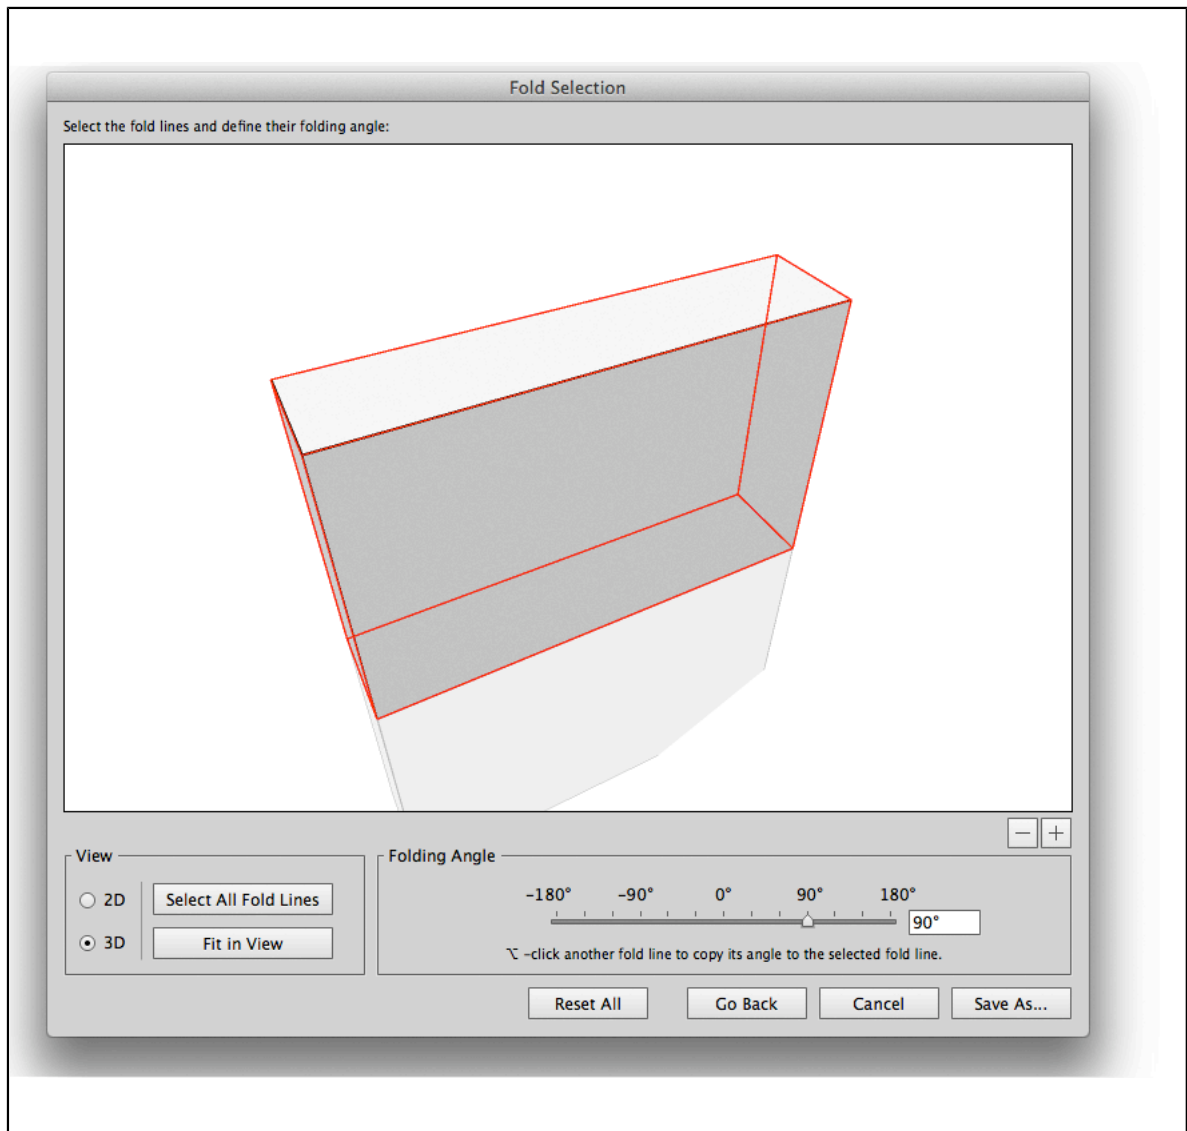 Fold Selection
Select the fold lines and define their folding angle:
− +
View
2D Select All Fold Lines
3D Fit in View
Folding Angle
-180° -90° 0° 90° 180°
90°
⌥ -click another fold line to copy its angle to the selected fold line.
Reset All Go Back Cancel Save As...